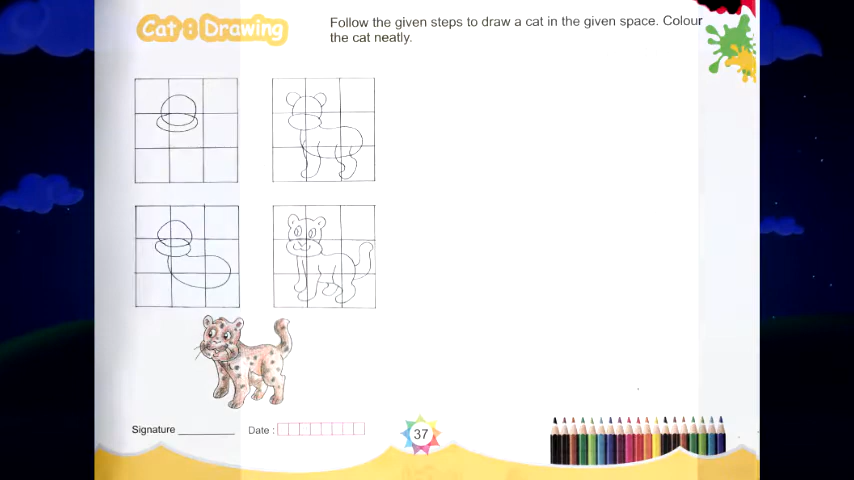 Cat : Drawing
Follow the given steps to draw a cat in the given space. Colour
the cat neatly.
Signature
Date :
37